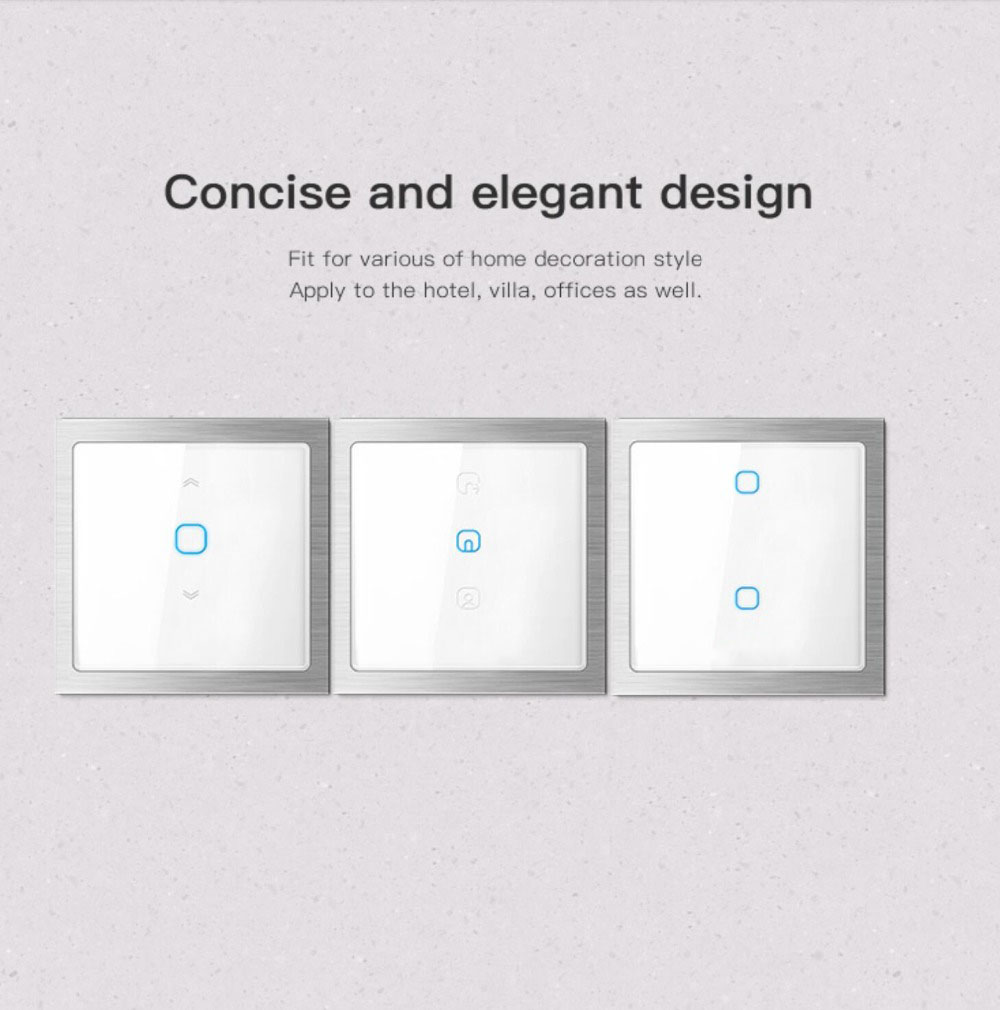 Concise and elegant design
Fit for various of home decoration style
Apply to the hotel, villa, offices as well.